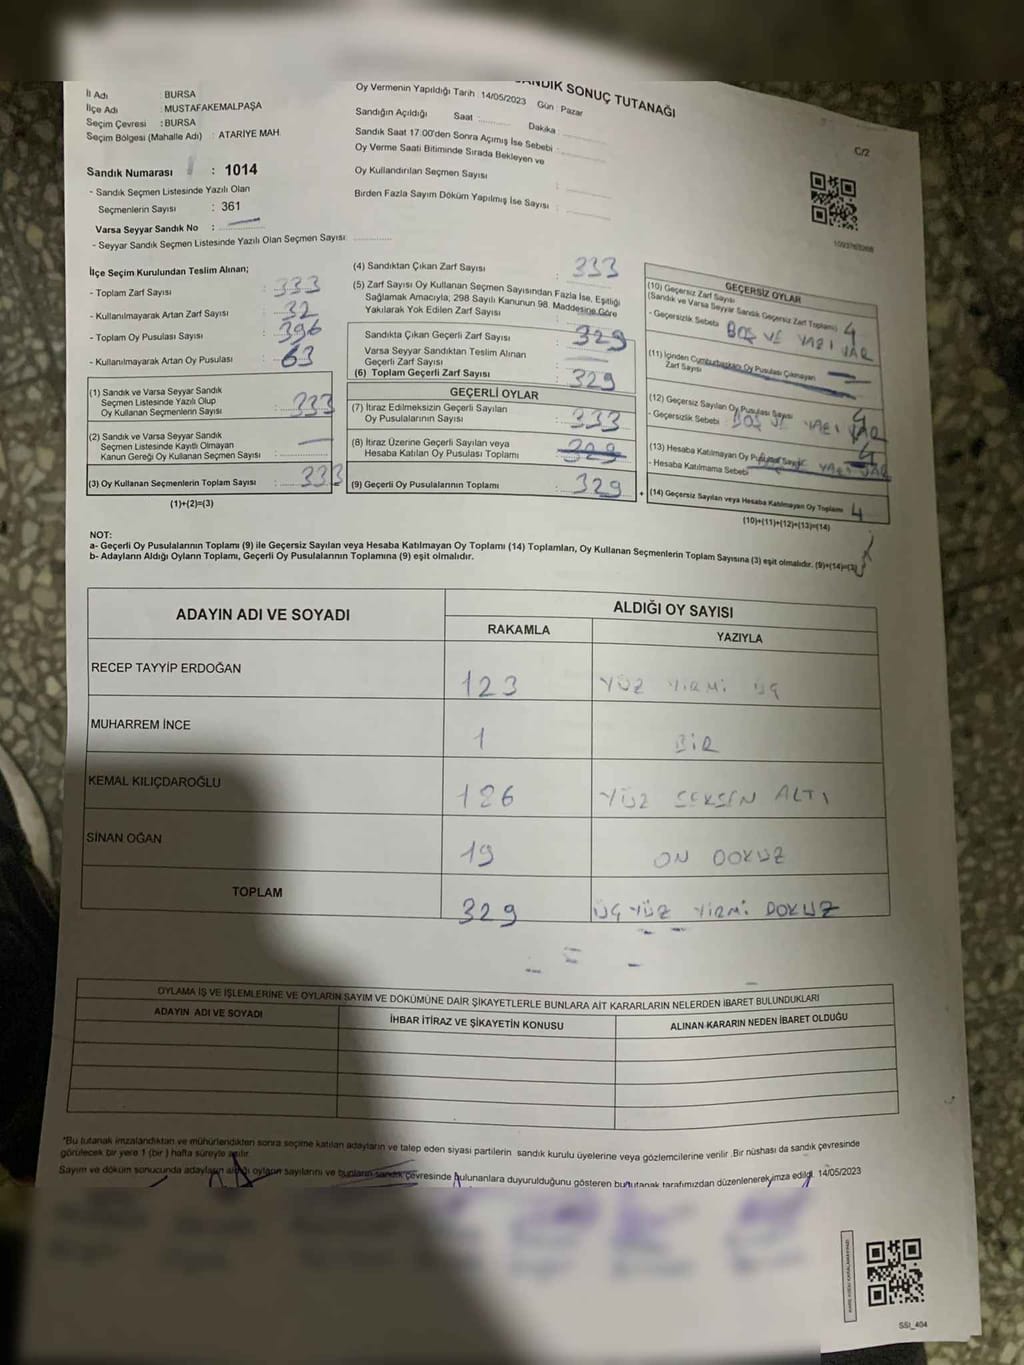 SANDIK SONUÇ TUTANAĞI
C/2
İl Adı BURSA
İlçe Adı : MUSTAFAKEMALPAŞA
Seçim Çevresi : BURSA
Seçim Bölgesi (Mahalle Adı) : ATARİYE MAH.
Oy Vermenin Yapıldığı Tarih : 14/05/2023 Gün : Pazar
Sandığın Açıldığı Saat : Dakika :
Sandık Saat 17:00'den Sonra Açımış İse Sebebi :
Oy Verme Saati Bitiminde Sırada Bekleyen ve
Oy Kullandırılan Seçmen Sayısı :
Birden Fazla Sayım Döküm Yapılmış İse Sayısı :
Sandık Numarası : 1014
- Sandık Seçmen Listesinde Yazılı Olan
Seçmenlerin Sayısı : 361
Varsa Seyyar Sandık No :
- Seyyar Sandık Seçmen Listesinde Yazılı Olan Seçmen Sayısı:
1093763268
İlçe Seçim Kurulundan Teslim Alınan;
- Toplam Zarf Sayısı : 333
- Kullanılmayarak Artan Zarf Sayısı : 32
- Toplam Oy Pusulası Sayısı : 396
- Kullanılmayarak Artan Oy Pusulası : 63
(1) Sandık ve Varsa Seyyar Sandık
Seçmen Listesinde Yazılı Olup
Oy Kullanan Seçmenlerin Sayısı : 333
(2) Sandık ve Varsa Seyyar Sandık
Seçmen Listesinde Kayıtlı Olmayan
Kanun Gereği Oy Kullanan Seçmen Sayısı :
(3) Oy Kullanan Seçmenlerin Toplam Sayısı : 333
(1)+(2)=(3)
(4) Sandıktan Çıkan Zarf Sayısı : 333
(5) Zarf Sayısı Oy Kullanan Seçmen Sayısından Fazla İse, Eşitliği
Sağlamak Amacıyla; 298 Sayılı Kanunun 98. Maddesine Göre
Yakılarak Yok Edilen Zarf Sayısı :
Sandıkta Çıkan Geçerli Zarf Sayısı : 329
Varsa Seyyar Sandıktan Teslim Alınan
Geçerli Zarf Sayısı :
(6) Toplam Geçerli Zarf Sayısı : 329
GEÇERLİ OYLAR
(7) İtiraz Edilmeksizin Geçerli Sayılan
Oy Pusulalarının Sayısı : 333
(8) İtiraz Üzerine Geçerli Sayılan veya
Hesaba Katılan Oy Pusulası Toplamı : 329
(9) Geçerli Oy Pusulalarının Toplamı : 329 +
GEÇERSİZ OYLAR
(10) Geçersiz Zarf Sayısı
(Sandık ve Varsa Seyyar Sandık Geçersiz Zarf Toplamı) : 4
- Geçersizlik Sebebi : BOŞ VE YAZI VAR
(11) İçinden Cumhurbaşkanı Oy Pusulası Çıkmayan
Zarf Sayısı
(12) Geçersiz Sayılan Oy Pusulası Sayısı : 4
- Geçersizlik Sebebi : BOŞ VE YAZI VAR
(13) Hesaba Katılmayan Oy Pusulası Sayısı : 4
- Hesaba Katılmama Sebebi : YAZI VAR
(14) Geçersiz Sayılan veya Hesaba Katılmayan Oy Toplamı : 4
(10)+(11)+(12)+(13)=(14)
NOT:
a- Geçerli Oy Pusulalarının Toplamı (9) ile Geçersiz Sayılan veya Hesaba Katılmayan Oy Toplamı (14) Toplamları, Oy Kullanan Seçmenlerin Toplam Sayısına (3) eşit olmalıdır. (9)+(14)=(3)
b- Adayların Aldığı Oyların Toplamı, Geçerli Oy Pusulalarının Toplamına (9) eşit olmalıdır.
ADAYIN ADI VE SOYADI ALDIĞI OY SAYISI
RAKAMLA YAZIYLA
RECEP TAYYİP ERDOĞAN 123 YÜZ YİRMİ ÜÇ
MUHARREM İNCE 1 BİR
KEMAL KILIÇDAROĞLU 186 YÜZ SEKSEN ALTI
SİNAN OĞAN 19 ON DOKUZ
TOPLAM 329 ÜÇ YÜZ YİRMİ DOKUZ
OYLAMA İŞ VE İŞLEMLERİNE VE OYLARIN SAYIM VE DÖKÜMÜNE DAİR ŞİKAYETLERLE BUNLARA AİT KARARLARIN NELERDEN İBARET BULUNDUKLARI
ADAYIN ADI VE SOYADI İHBAR İTİRAZ VE ŞİKAYETİN KONUSU ALINAN KARARIN NEDEN İBARET OLDUĞU
*Bu tutanak imzalandıktan ve mühürlendikten sonra seçime katılan adayların ve talep eden siyasi partilerin sandık kurulu üyelerine veya gözlemcilerine verilir .Bir nüshası da sandık çevresinde
görülecek bir yere 1 (bir ) hafta süreyle asılır.
Sayım ve döküm sonucunda adayların aldığı oyların sayılarını ve bunların sandık çevresinde bulunanlara duyurulduğunu gösteren bu tutanak tarafımızdan düzenlenerek imza edildi. 14/05/2023
SSI_404